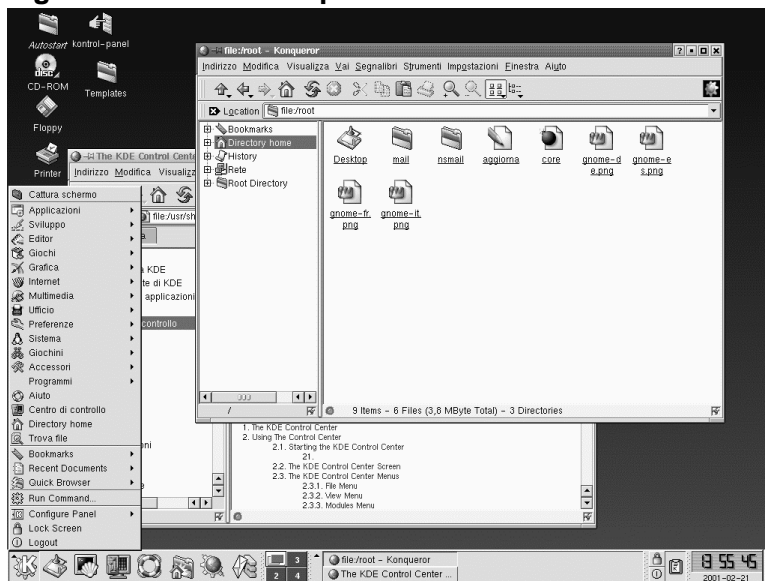 Autostart
kontrol-panel
CD-ROM
Templates
Floppy
Printer
file:/root - Konqueror
Indirizzo Modifica Visualizza Vai Segnalibri Strumenti Impostazioni Finestra Aiuto
Location file:/root
Bookmarks
Directory home
History
Rete
Root Directory
Desktop
mail
nsmail
aggiorna
core
gnome-d
e.png
gnome-e
s.png
gnome-fr.
png
gnome-it.
png
/
9 Items - 6 Files (3,6 MByte Total) - 3 Directories
The KDE Control Cente
Indirizzo Modifica Visualizz
file:/usr/sh
KDE
te di KDE
applicazioni
controllo
ni
1. The KDE Control Center
2. Using The Control Center
2.1. Starting the KDE Control Center
21.
2.2. The KDE Control Center Screen
2.3. The KDE Control Center Menus
2.3.1. File Menu
2.3.2. View Menu
2.3.3. Modules Menu
Cattura schermo
Applicazioni
Sviluppo
Editor
Giochi
Grafica
Internet
Multimedia
Ufficio
Preferenze
Sistema
Giochini
Accessori
Programmi
Aiuto
Centro di controllo
Directory home
Trova file
Bookmarks
Recent Documents
Quick Browser
Run Command...
Configure Panel
Lock Screen
Logout
3
2 4
file:/root - Konqueror
The KDE Control Center ...
13 55 45
2001-02-21